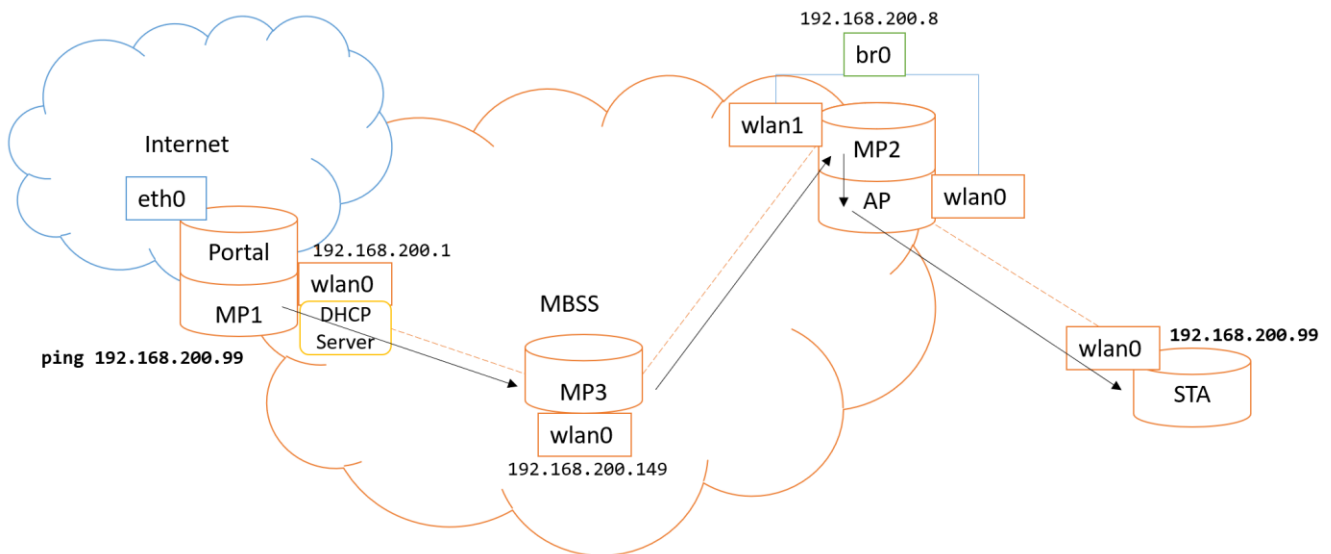 192.168.200.8
br0
wlan1
MP2
AP
wlan0
Internet
eth0
Portal
192.168.200.1
wlan0
MP1
DHCP
Server
ping 192.168.200.99
MBSS
MP3
wlan0
192.168.200.149
wlan0
192.168.200.99
STA